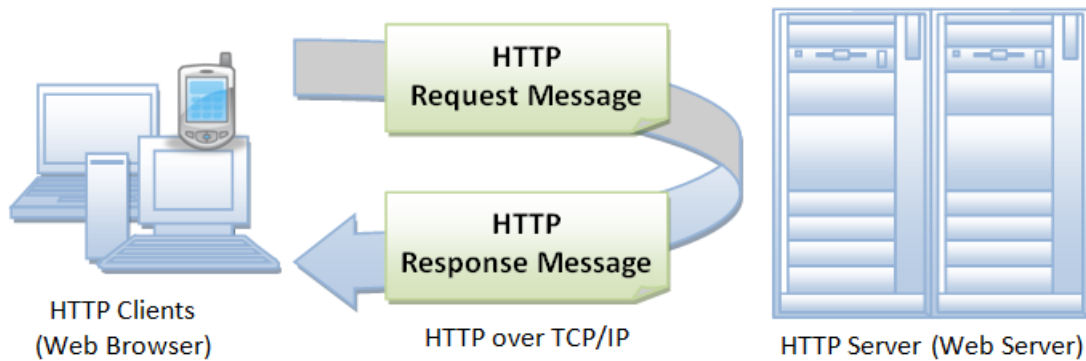 HTTP
Request Message
HTTP
Response Message
HTTP Clients
(Web Browser)
HTTP over TCP/IP
HTTP Server (Web Server)